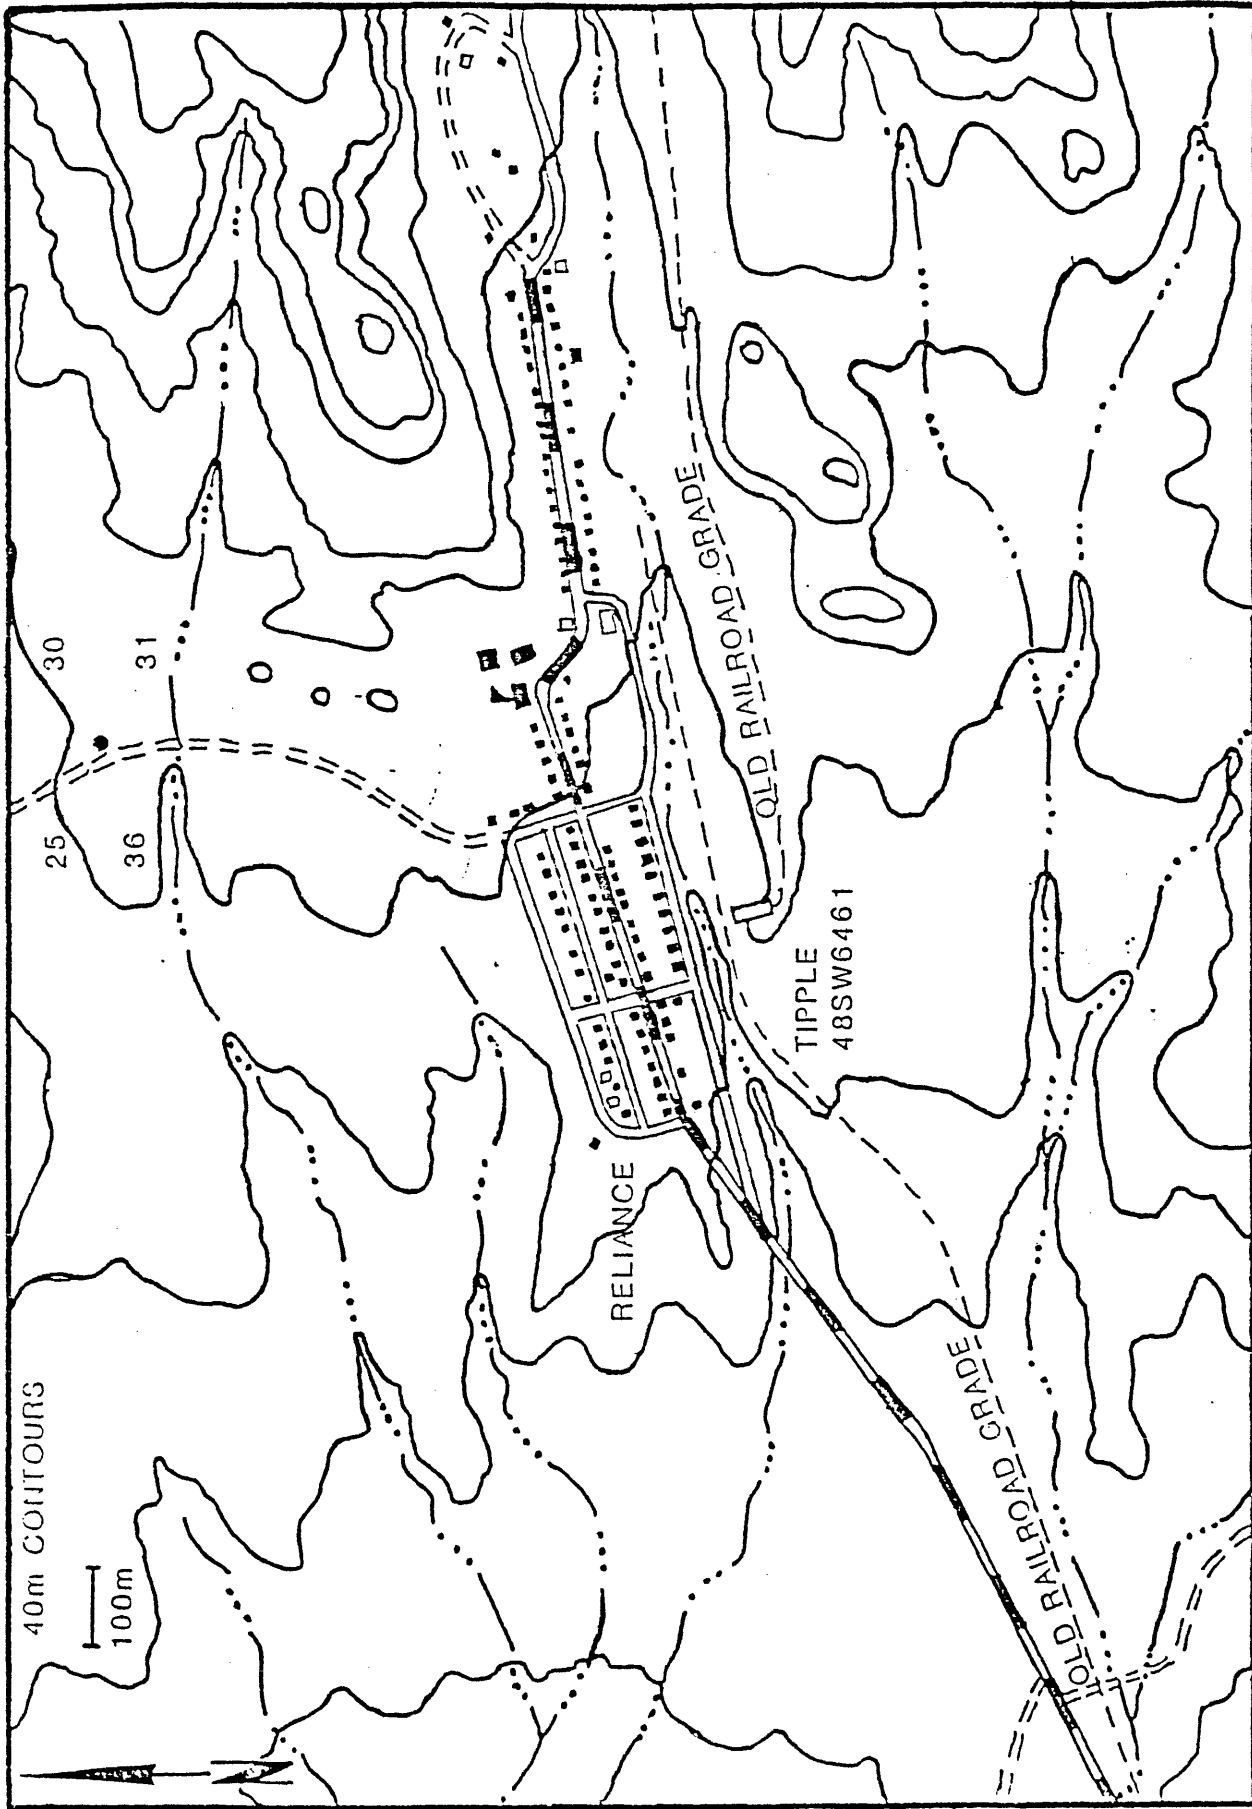 40m CONTOURS
25 30
100m
36 31
N
RELIANCE
OLD RAILROAD GRADE
TIPPLE
48SW6461
OLD RAILROAD GRADE